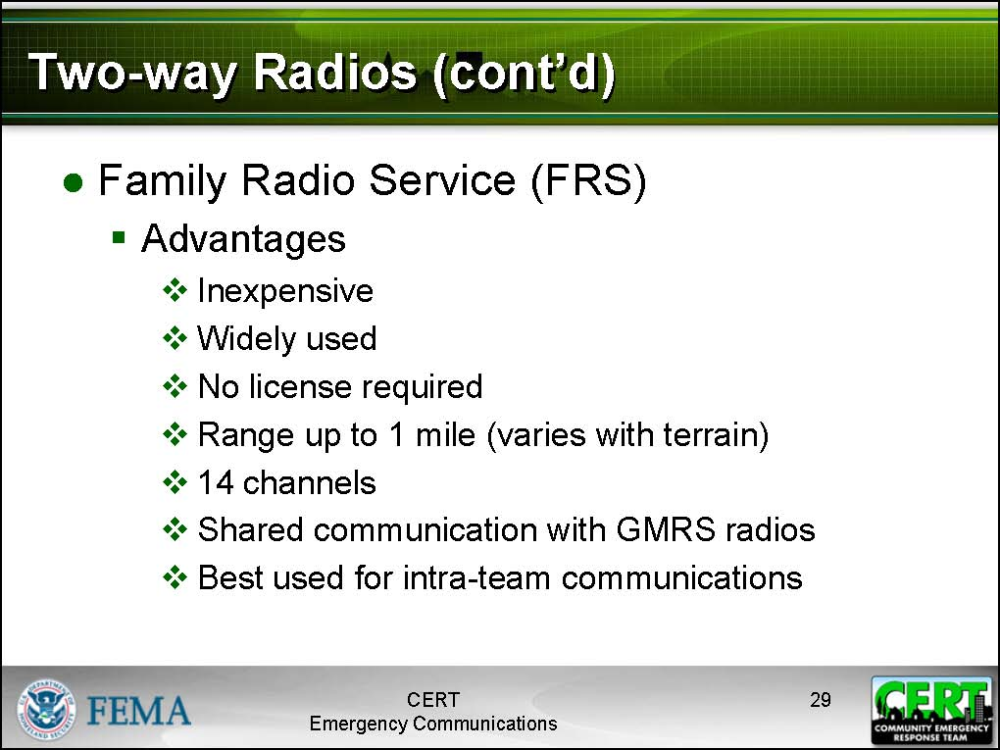 Two-way Radios (cont’d)
● Family Radio Service (FRS)
▪ Advantages
❖ Inexpensive
❖ Widely used
❖ No license required
❖ Range up to 1 mile (varies with terrain)
❖ 14 channels
❖ Shared communication with GMRS radios
❖ Best used for intra-team communications
U.S. DEPARTMENT OF HOMELAND SECURITY
FEMA
CERT
Emergency Communications
29
CERT
COMMUNITY EMERGENCY
RESPONSE TEAM